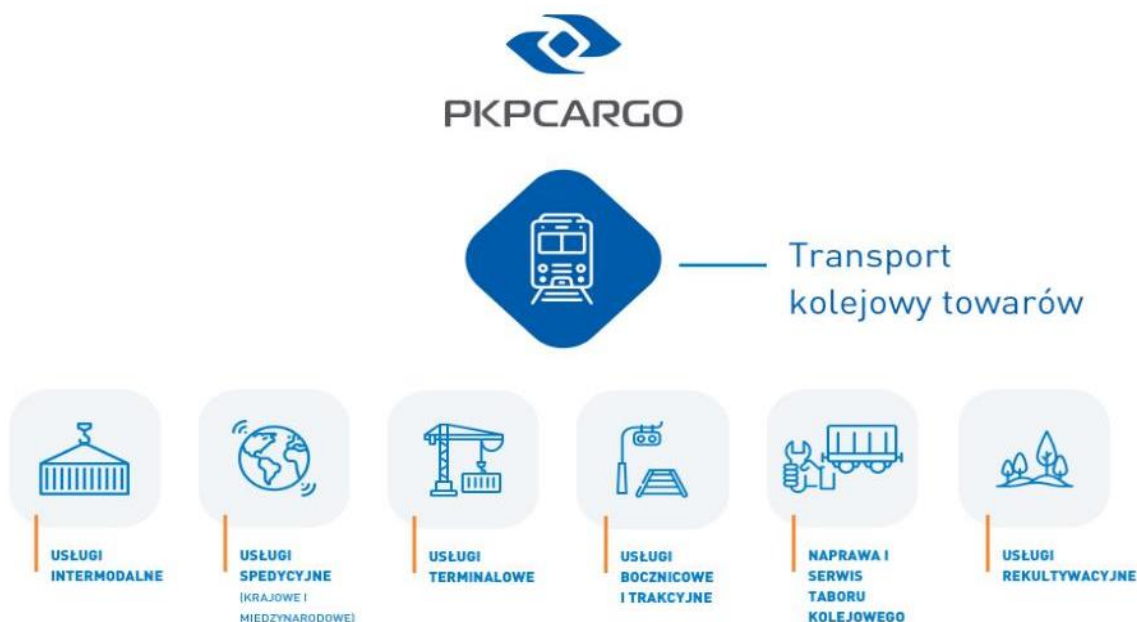 PKPCARGO
Transport
kolejowy towarów
USŁUGI
INTERMODALNE
USŁUGI
SPEDYCYJNE
(KRAJOWE I
MIEDZYNARODOWE)
USŁUGI
TERMINALOWE
USŁUGI
BOCZNICOWE
I TRAKCYJNE
NAPRAWA I
SERWIS
TABORU
KOLEJOWEGO
USŁUGI
REKULTYWACYJNE